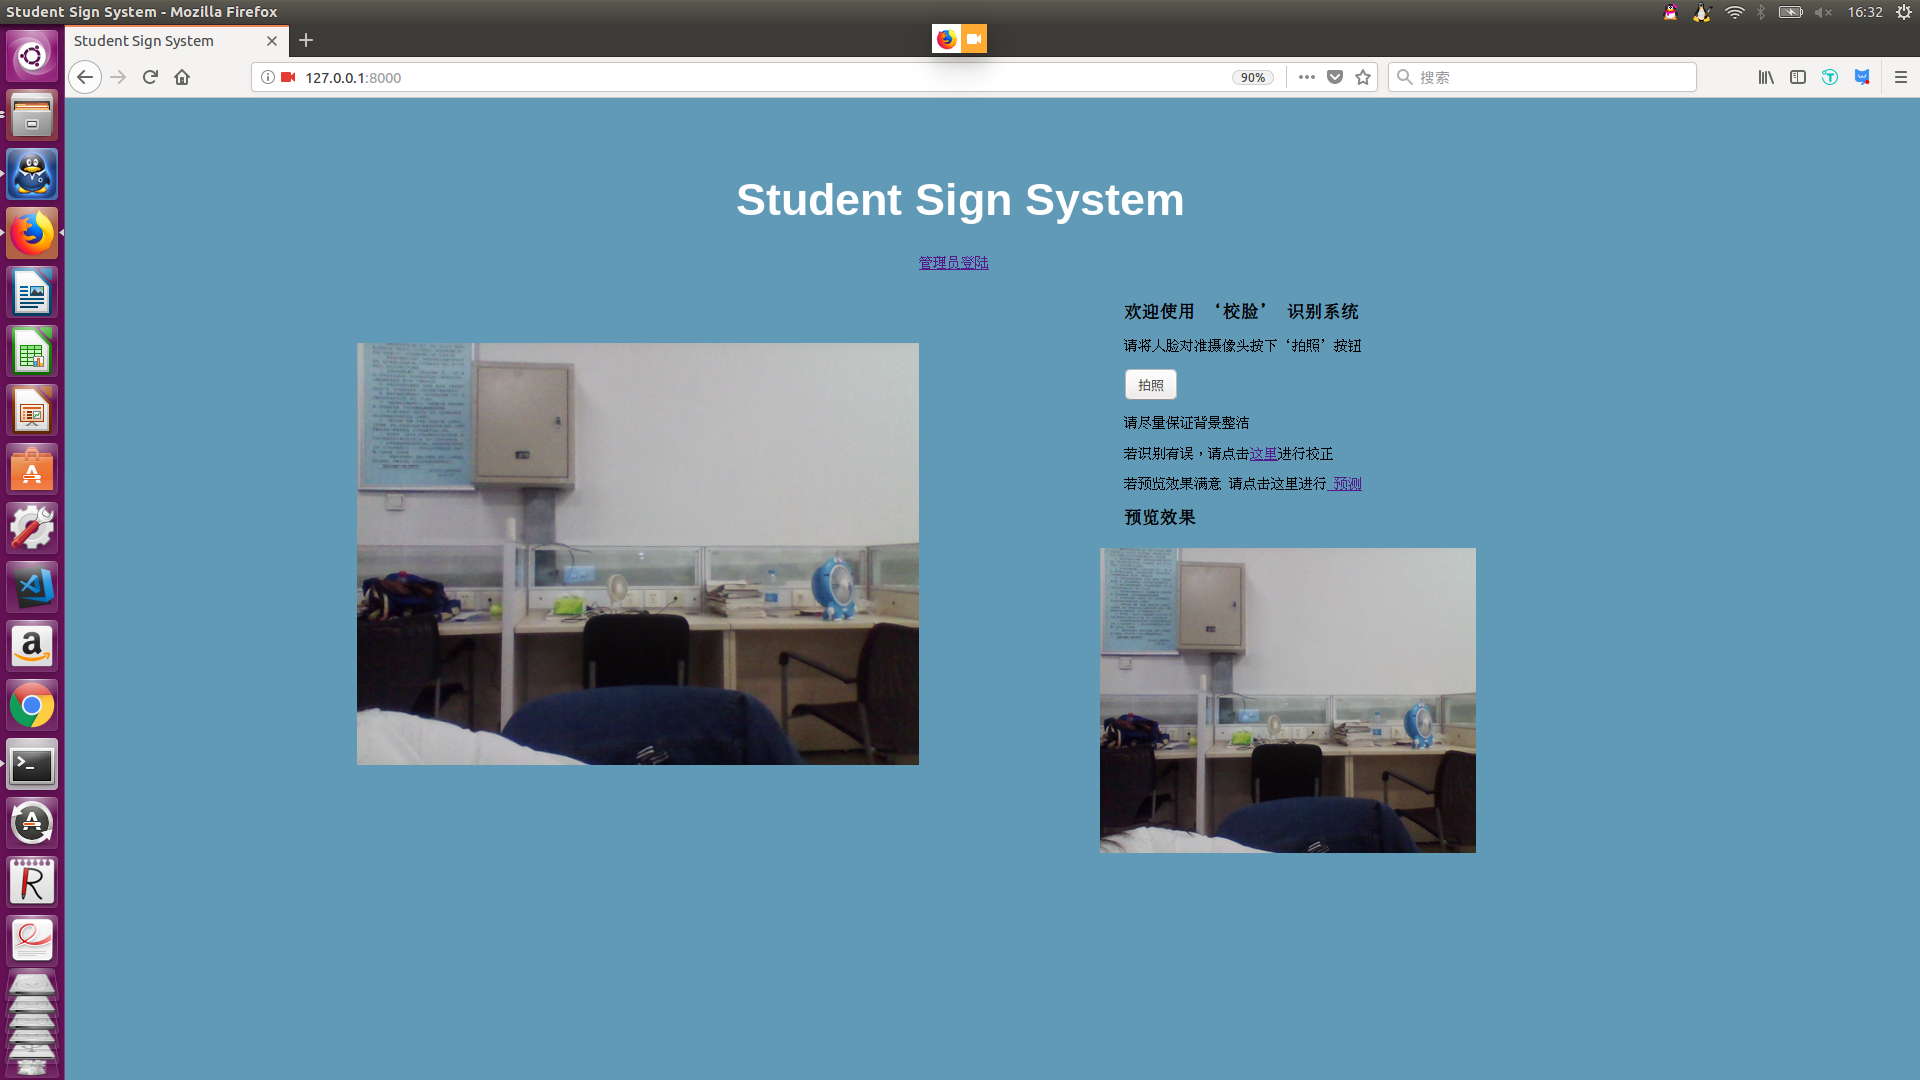 Student Sign System - Mozilla Firefox
16:32
Student Sign System
127.0.0.1:8000
90%
搜索
Student Sign System
管理员登陆
欢迎使用 ‘校脸’ 识别系统
请将人脸对准摄像头按下‘拍照’按钮
拍照
请尽量保证背景整洁
若识别有误，请点击这里进行校正
若预览效果满意 请点击这里进行 预测
预览效果